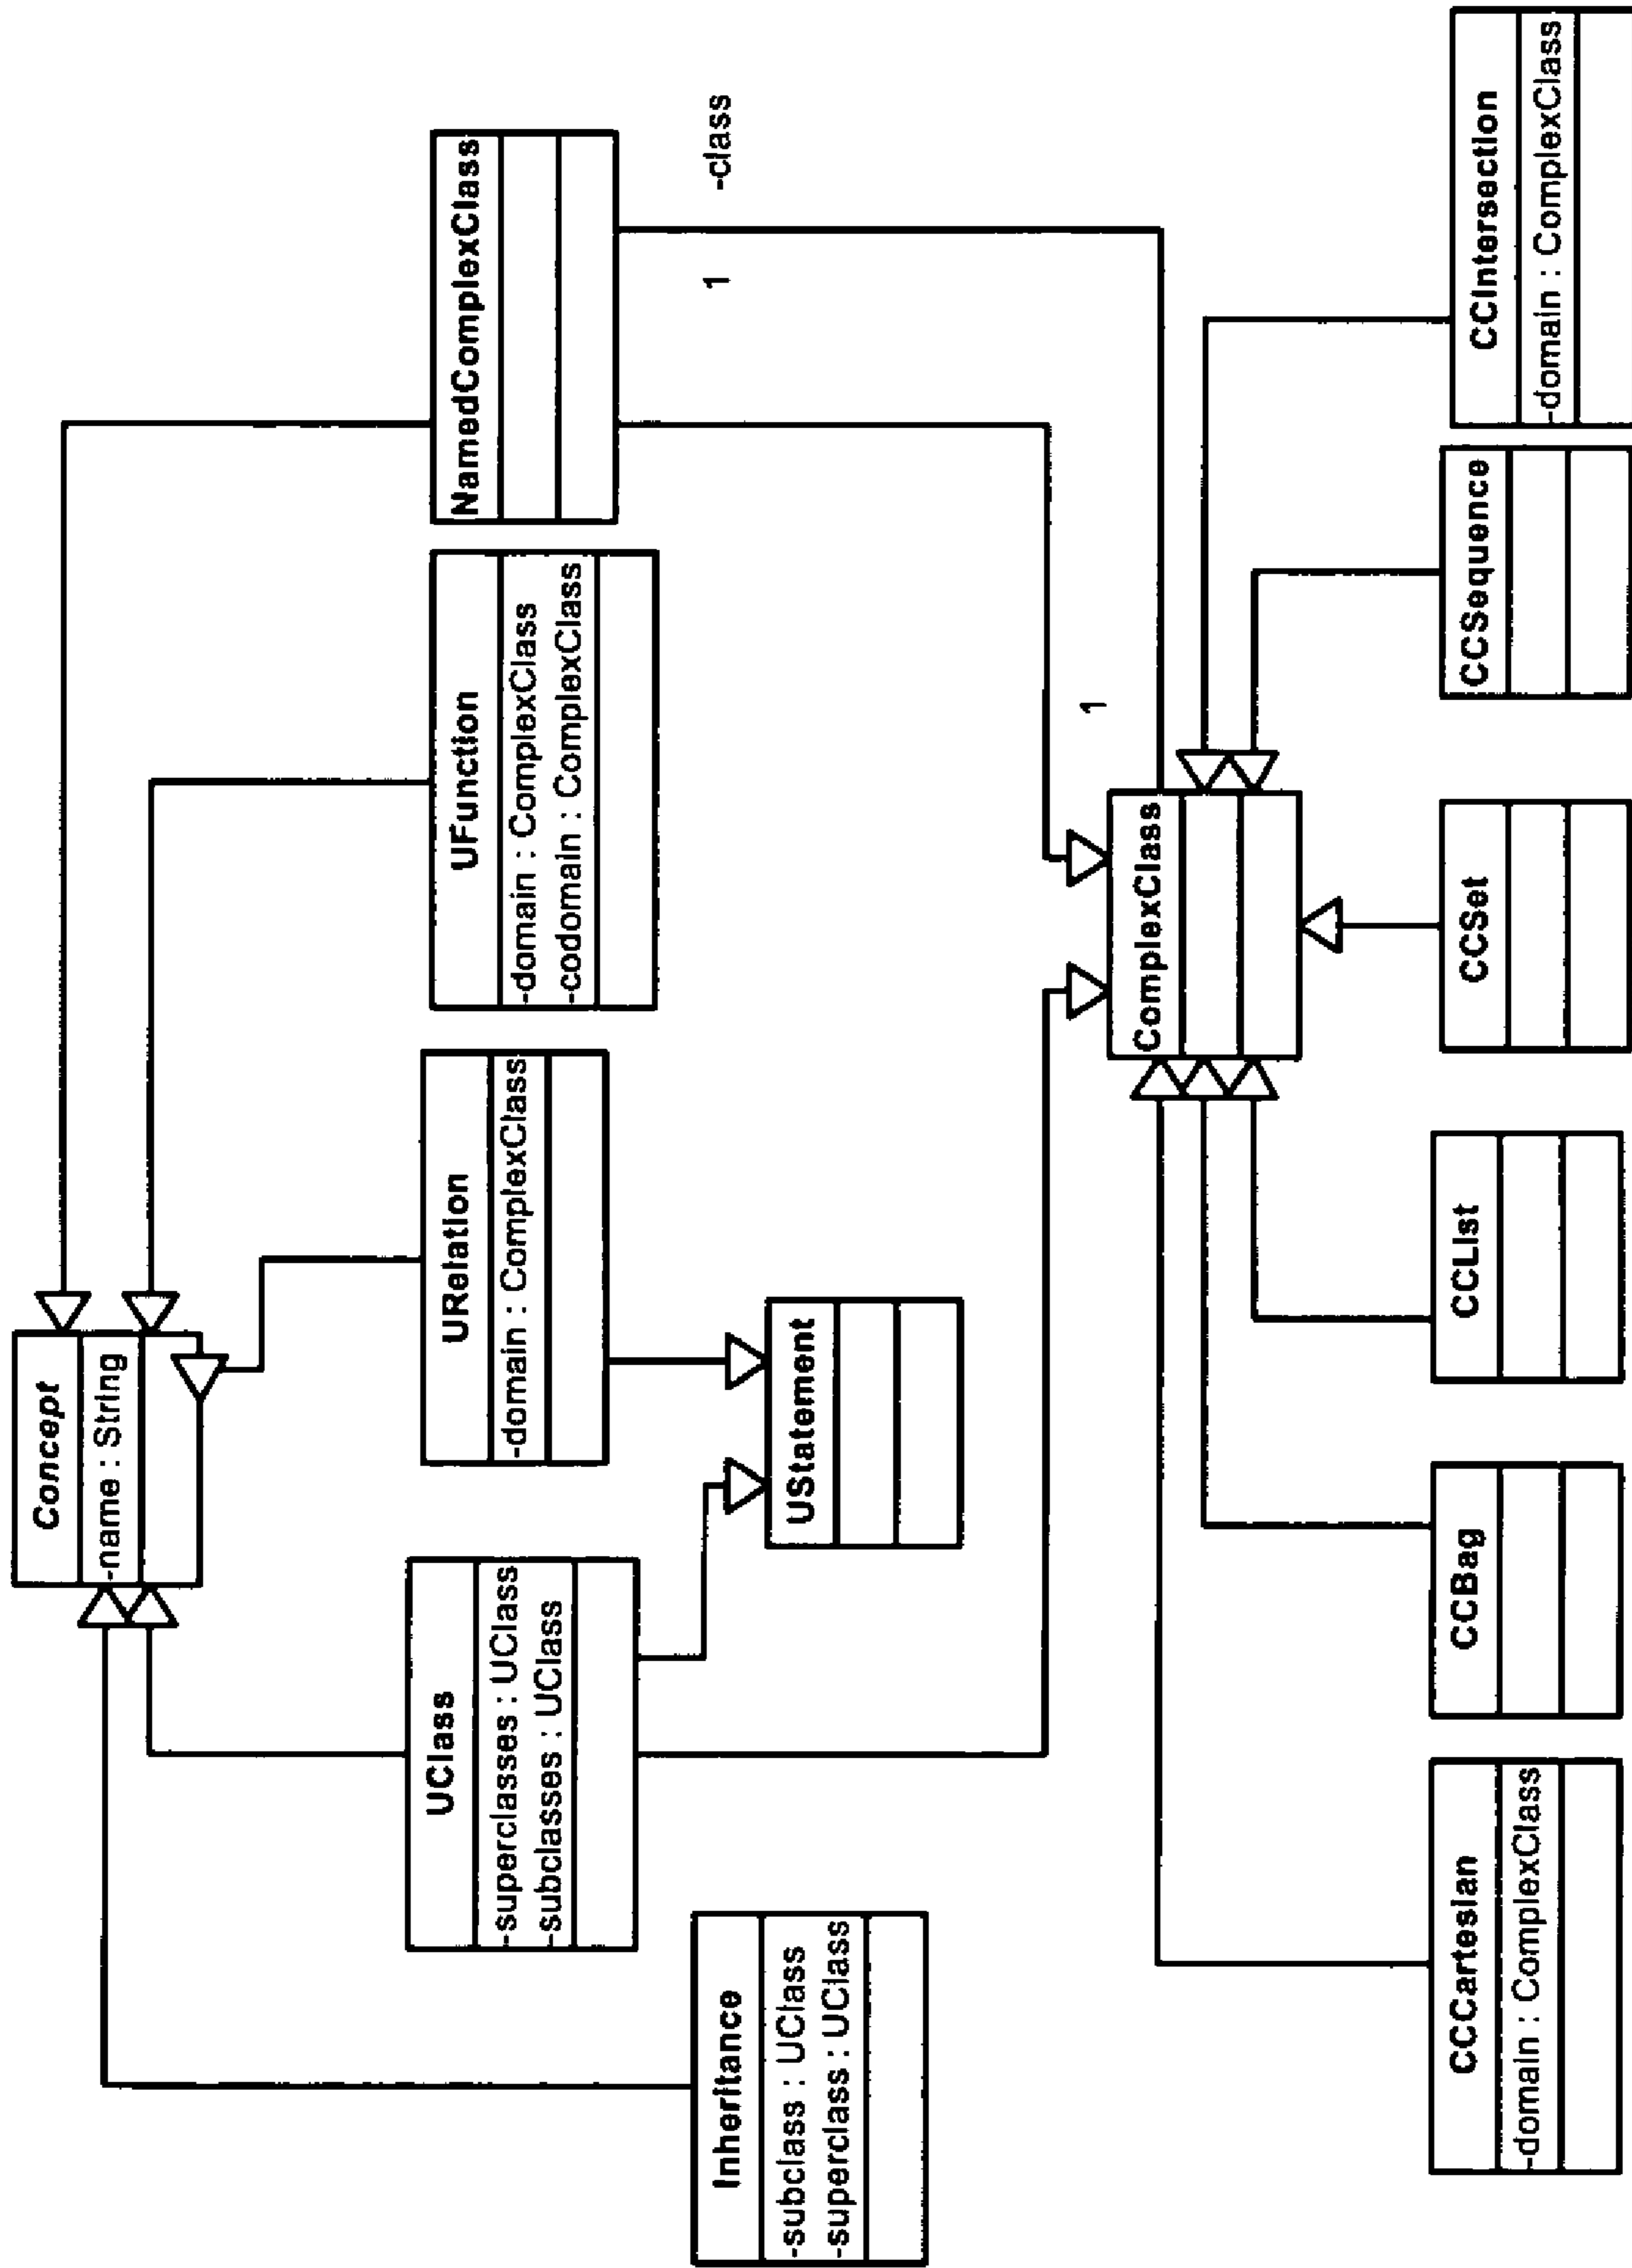 Concept
-name : String
NamedComplexClass
UFunction
-domain : ComplexClass
-codomain : ComplexClass
URelation
-domain : ComplexClass
UClass
-superclasses : UClass
-subclasses : UClass
Inheritance
-subclass : UClass
-superclass : UClass
UStatement
1
-class
1
ComplexClass
CCCartesian
-domain : ComplexClass
CCBag
CCList
CCSet
CCSequence
CCIntersection
-domain : ComplexClass